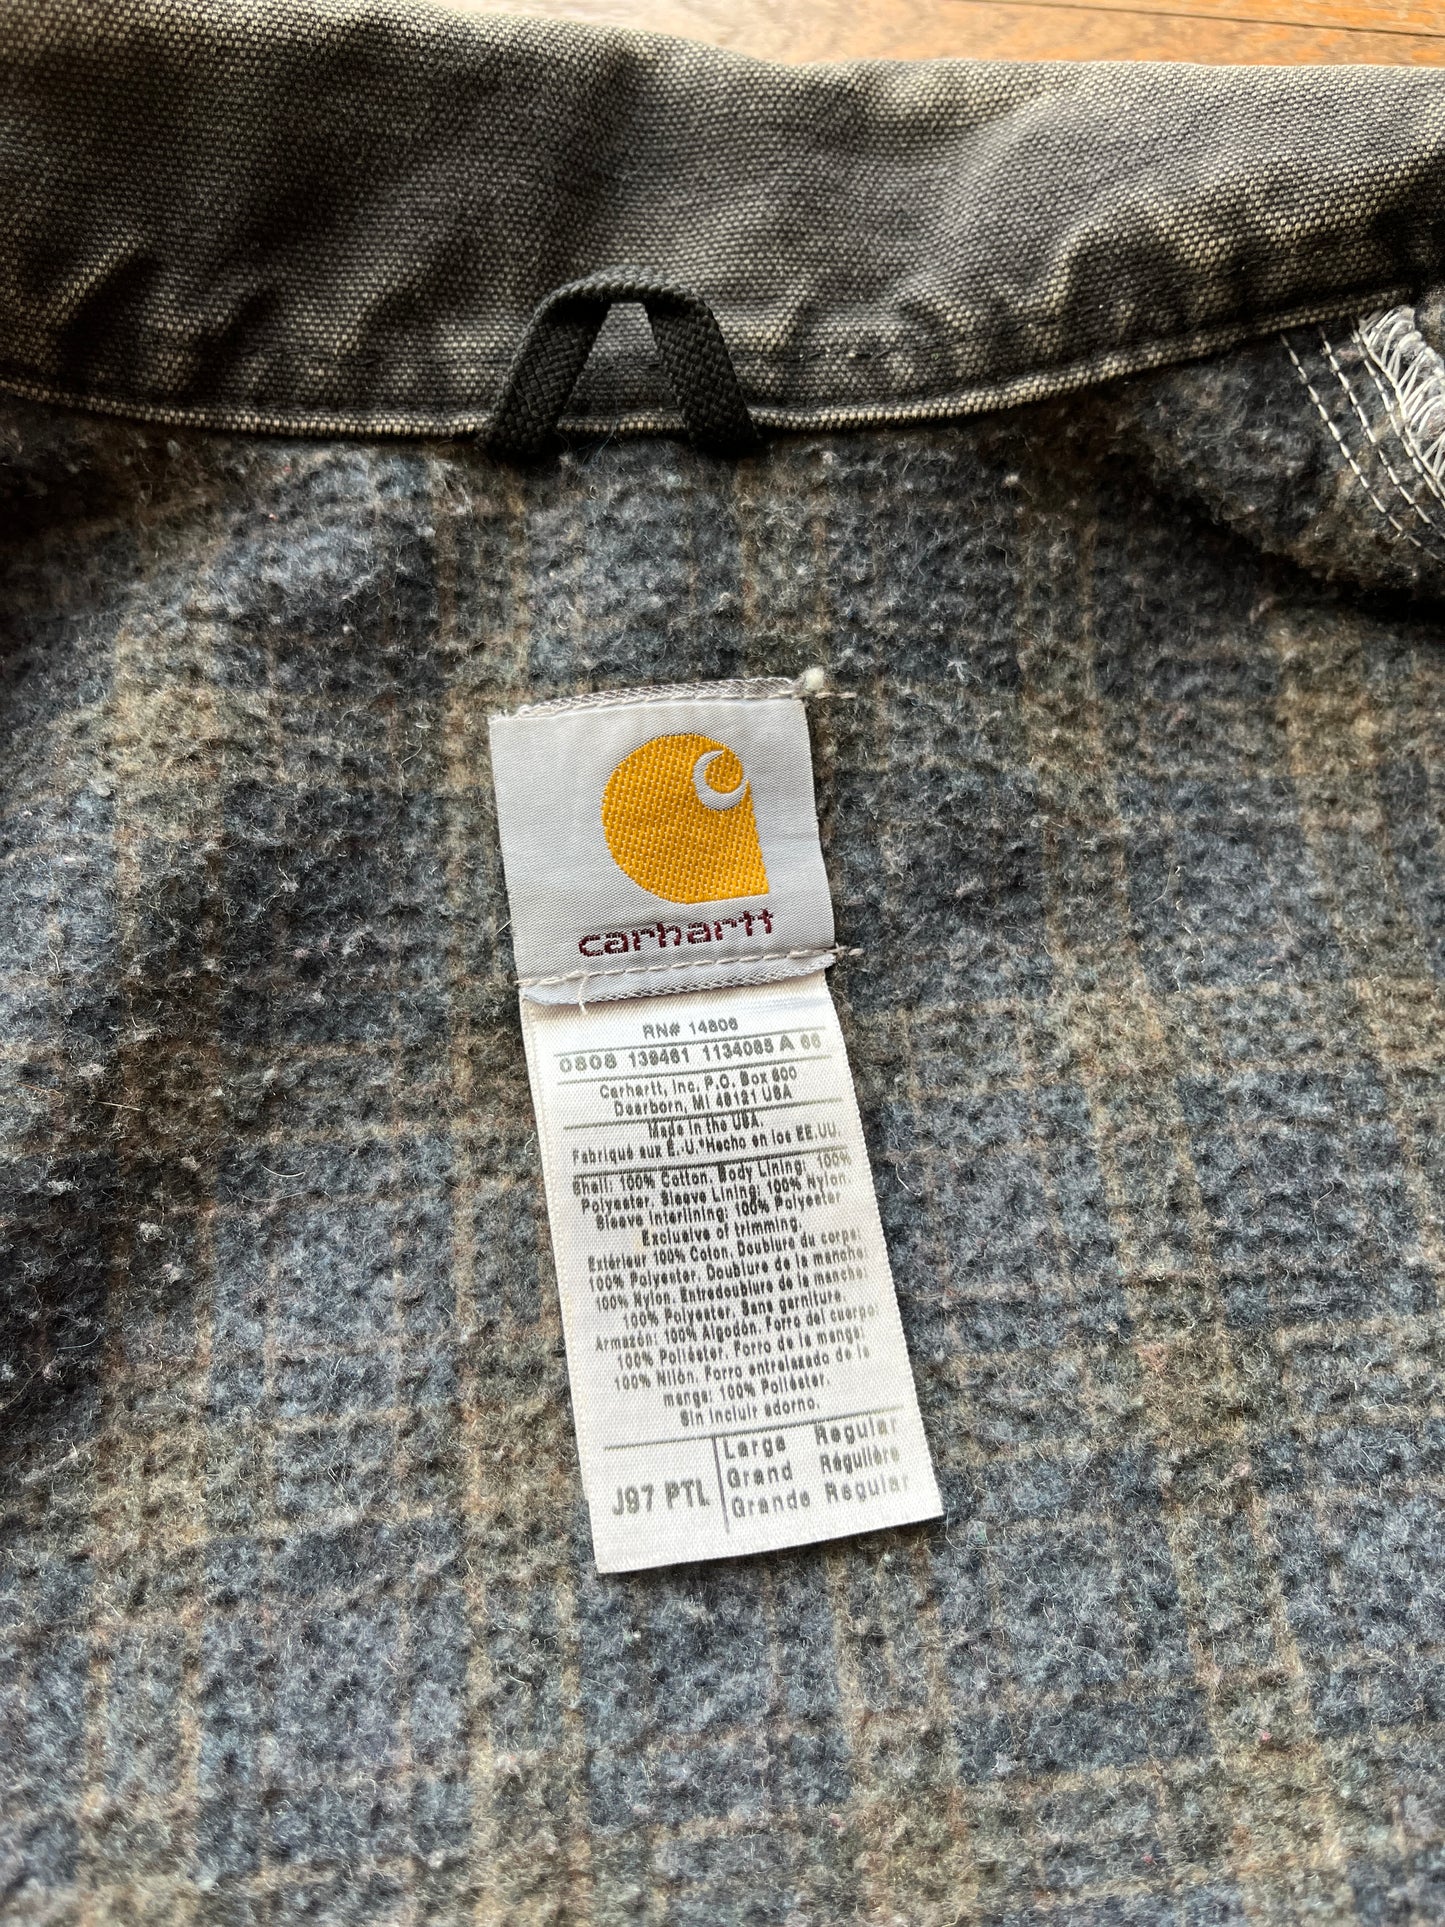 carhartt
RN# 14806
0808 139461 1134085 A 66
Carhartt, Inc. P.O. Box 600
Dearborn, MI 48121 USA
Made in the USA.
Fabriqué aux E.-U.*Hecho en los EE.UU.
Shell: 100% Cotton. Body Lining: 100%
Polyester. Sleeve Lining: 100% Nylon.
Sleeve Interlining: 100% Polyester
Exclusive of trimming.
Extérieur 100% Coton. Doublure du corps:
100% Polyester. Doublure de la manche:
100% Nylon. Entredoublure de la manche:
100% Polyester. Sans garniture.
Armazón: 100% Algodón. Forro del cuerpo:
100% Poliéster. Forro de la manga:
100% Nilón. Forro entrelazado de la
manga: 100% Poliéster.
Sin incluir adorno.
J97 PTL
Large Regular
Grand Régulière
Grande Regular